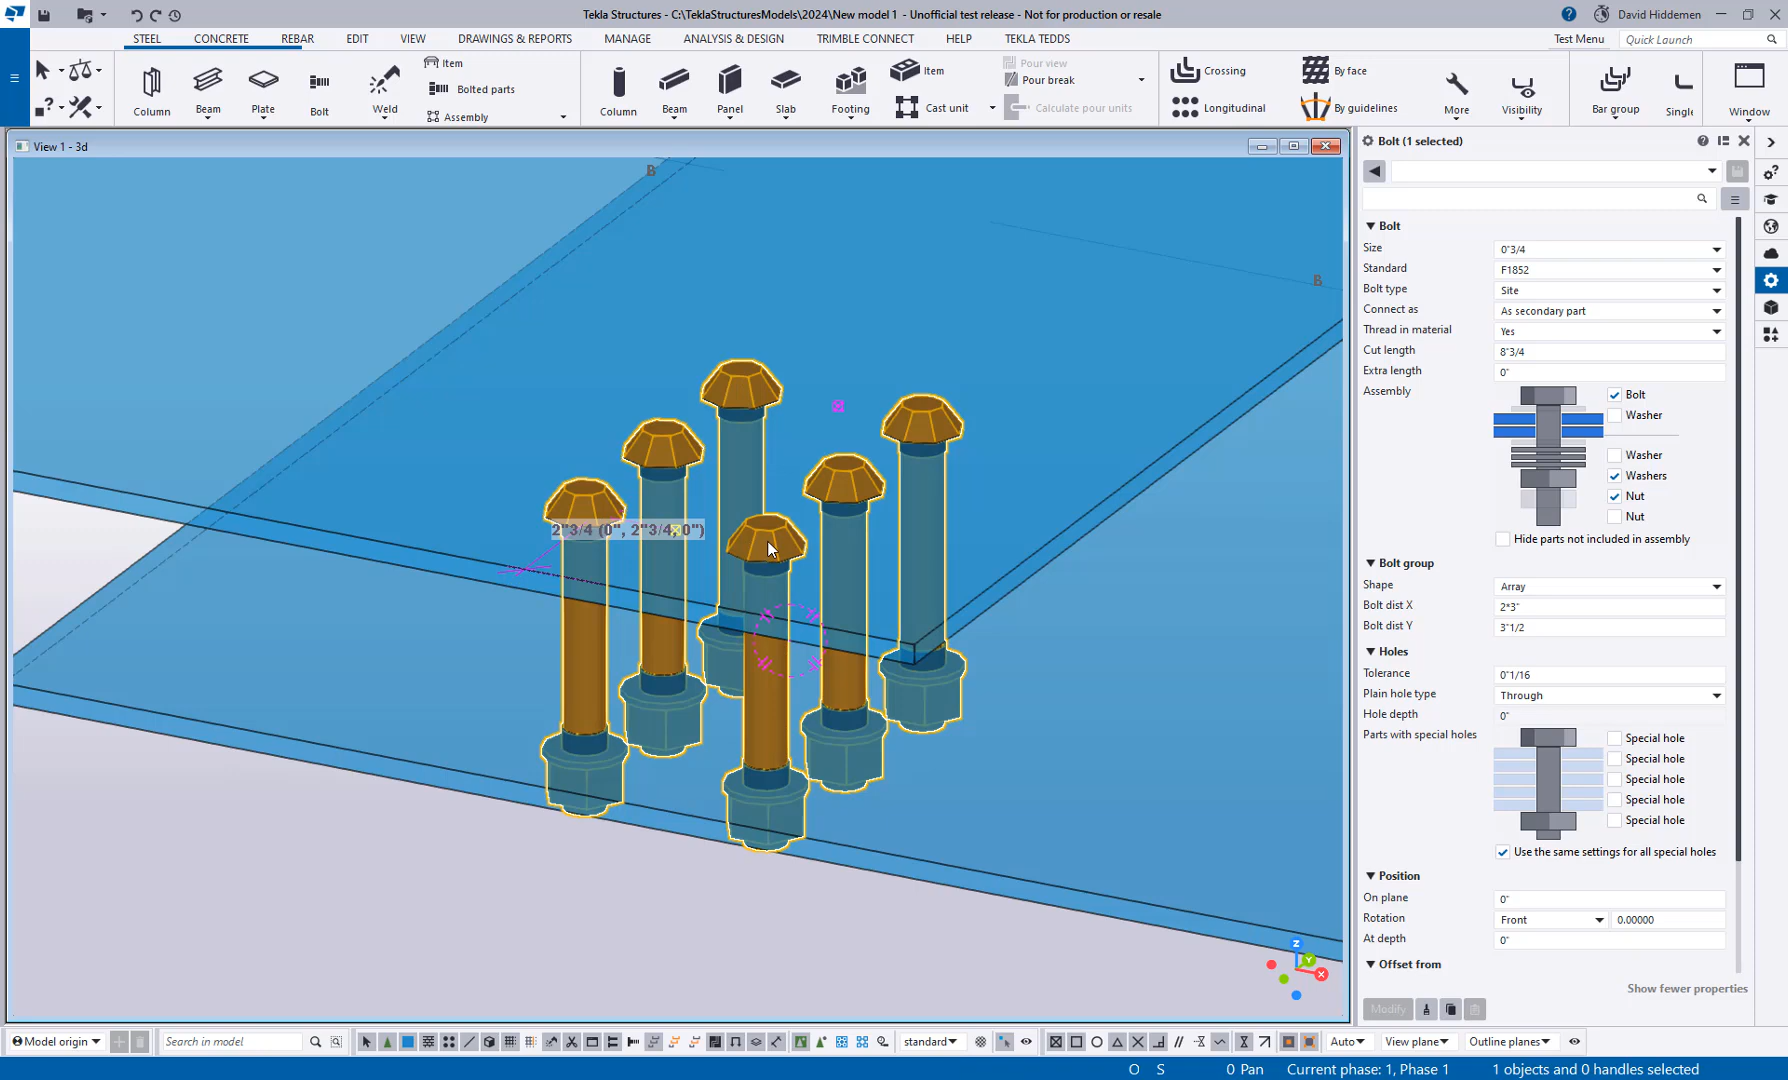 Tekla Structures - C:\TeklaStructuresModels\2024\New model 1 - Unofficial test release - Not for production or resale
David Hiddemen
STEEL CONCRETE REBAR EDIT VIEW DRAWINGS & REPORTS MANAGE ANALYSIS & DESIGN TRIMBLE CONNECT HELP TEKLA TEDDS
Test Menu Quick Launch
Column Beam Plate Bolt Weld
Item
Bolted parts
Assembly
Column Beam Panel Slab Footing
Item
Cast unit
Pour view
Pour break
Calculate pour units
Crossing
Longitudinal
By face
By guidelines
More Visibility Bar group Single Window
View 1 - 3d
B
B
2"3/4 (0", 2"3/4, 0")
Z
Y
X
Bolt (1 selected)
Bolt
Size 0"3/4
Standard F1852
Bolt type Site
Connect as As secondary part
Thread in material Yes
Cut length 8"3/4
Extra length 0"
Assembly
Bolt
Washer
Washer
Washers
Nut
Nut
Hide parts not included in assembly
Bolt group
Shape Array
Bolt dist X 2*3"
Bolt dist Y 3"1/2
Holes
Tolerance 0"1/16
Plain hole type Through
Hole depth 0"
Parts with special holes
Special hole
Special hole
Special hole
Special hole
Special hole
Use the same settings for all special holes
Position
On plane 0"
Rotation Front 0.00000
At depth 0"
Offset from
Show fewer properties
Modify
Model origin Search in model standard Auto View plane Outline planes
O S 0 Pan Current phase: 1, Phase 1 1 objects and 0 handles selected